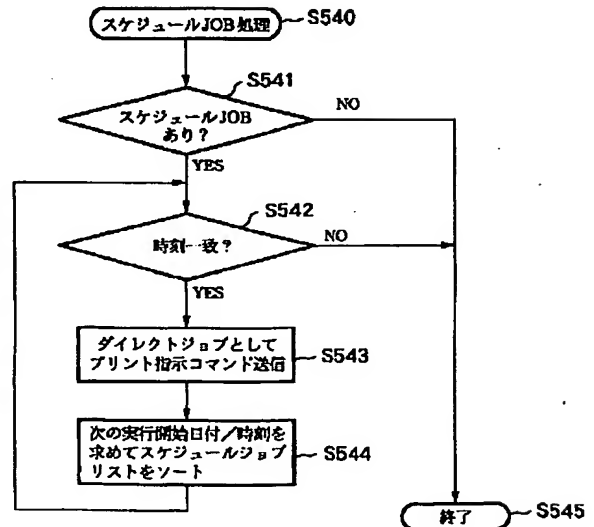 スケジュールJOB処理
S540
S541
スケジュールJOB
あり？
NO
YES
S542
時刻一致？
NO
YES
ダイレクトジョブとして
プリント指示コマンド送信
S543
次の実行開始日付／時刻を
求めてスケジュールジョブ
リストをソート
S544
終了
S545